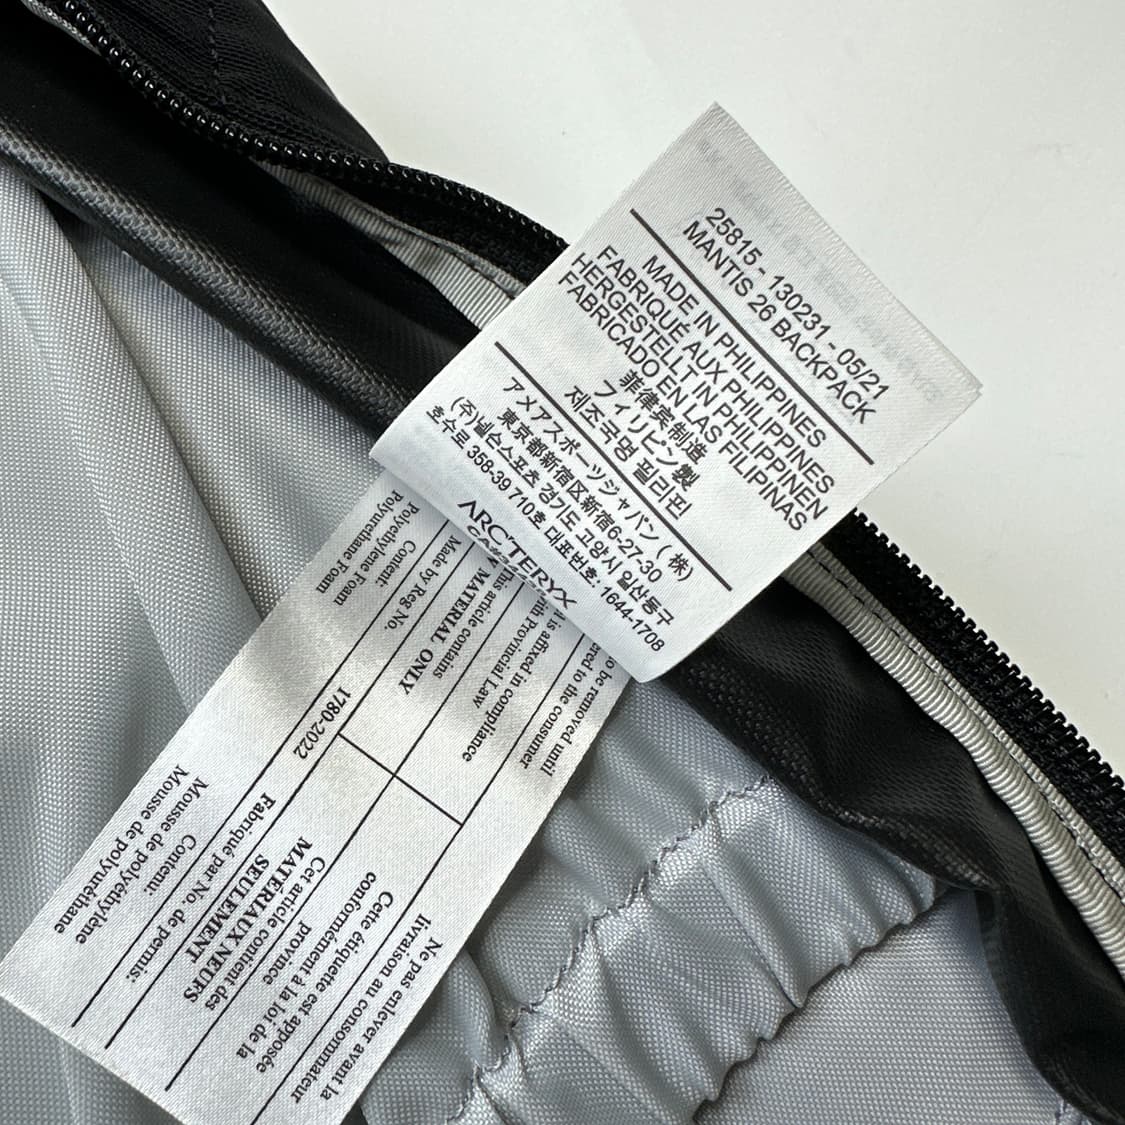 25815 - 130231 - 05/21
MANTIS 26 BACKPACK
MADE IN PHILIPPINES
FABRIQUÉ AUX PHILIPPINES
HERGESTELLT IN PHILIPPINEN
FABRICADO EN LAS FILIPINAS
菲律宾制造
フィリピン製
제조국명 필리핀
アメアスポーツジャパン (株)
東京都新宿区新宿6-27-30
(주)넬슨스포츠 경기도 고양시 일산동구
호수로 358-39 710호 대표번호: 1644-1708
ARC'TERYX
to be removed until
ered to the consumer
it is affixed in compliance
with Provincial Law
This article contains
MATERIAL ONLY
Made by Reg No.
1780-2022
Content:
Polyethylene Foam
Polyurethane Foam
Ne pas enlever avant la
livraison au consommateur
Cette étiquette est apposée
conformément à la loi de la
province
Cet article contient des
MATERIAUX NEUFS
SEULEMENT
Fabriqué par No. de permis:
Contenu:
Mousse de polyéthylène
Mousse de polyuréthane